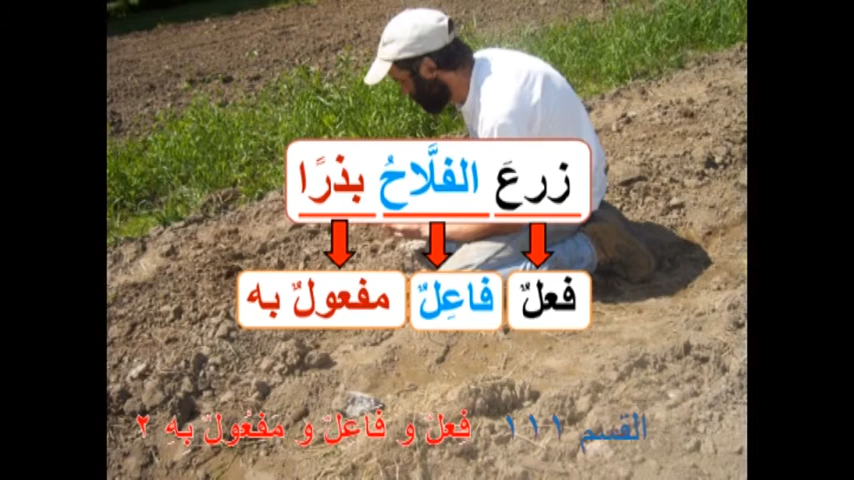 زرعَ الفلَّاحُ بذرًا
فعلٌ فاعِلٌ مفعولٌ به
القسم ١١١ فعلٌ و فاعلٌ و مفعُولٌ بهِ ٢